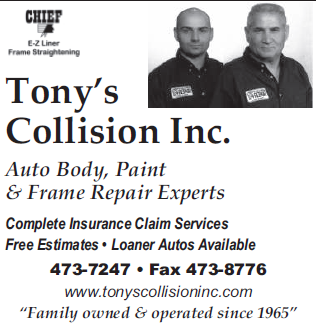 CHIEF
E-Z Liner
Frame Straightening
Tony's
Collision Inc.
Auto Body, Paint
& Frame Repair Experts
Complete Insurance Claim Services
Free Estimates • Loaner Autos Available
473-7247 • Fax 473-8776
www.tonyscollisioninc.com
“Family owned & operated since 1965”